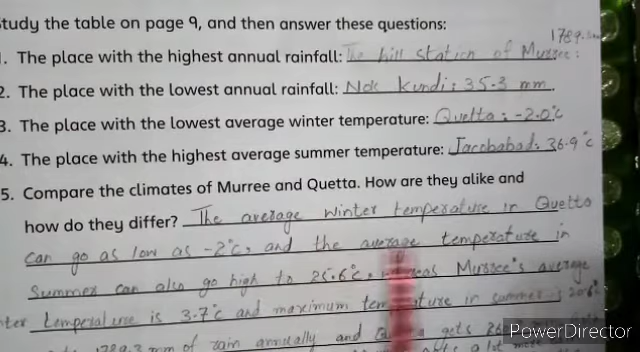 Study the table on page 9, and then answer these questions:
1789.
1. The place with the highest annual rainfall: The hill station of Murree:
2. The place with the lowest annual rainfall: Nok Kundi: 35.3 mm.
3. The place with the lowest average winter temperature: Quetta: -2.0°C
4. The place with the highest average summer temperature: Jacobabad: 36.9°C
5. Compare the climates of Murree and Quetta. How are they alike and
how do they differ? The average winter temperature in Quetta
can go as low as -2°C, and the average temperature in
Summer can also go high to 25.6°C, Murree's average
temperature is 3.7°C and maximum in summer is
mm of rain annually and gets
PowerDirector